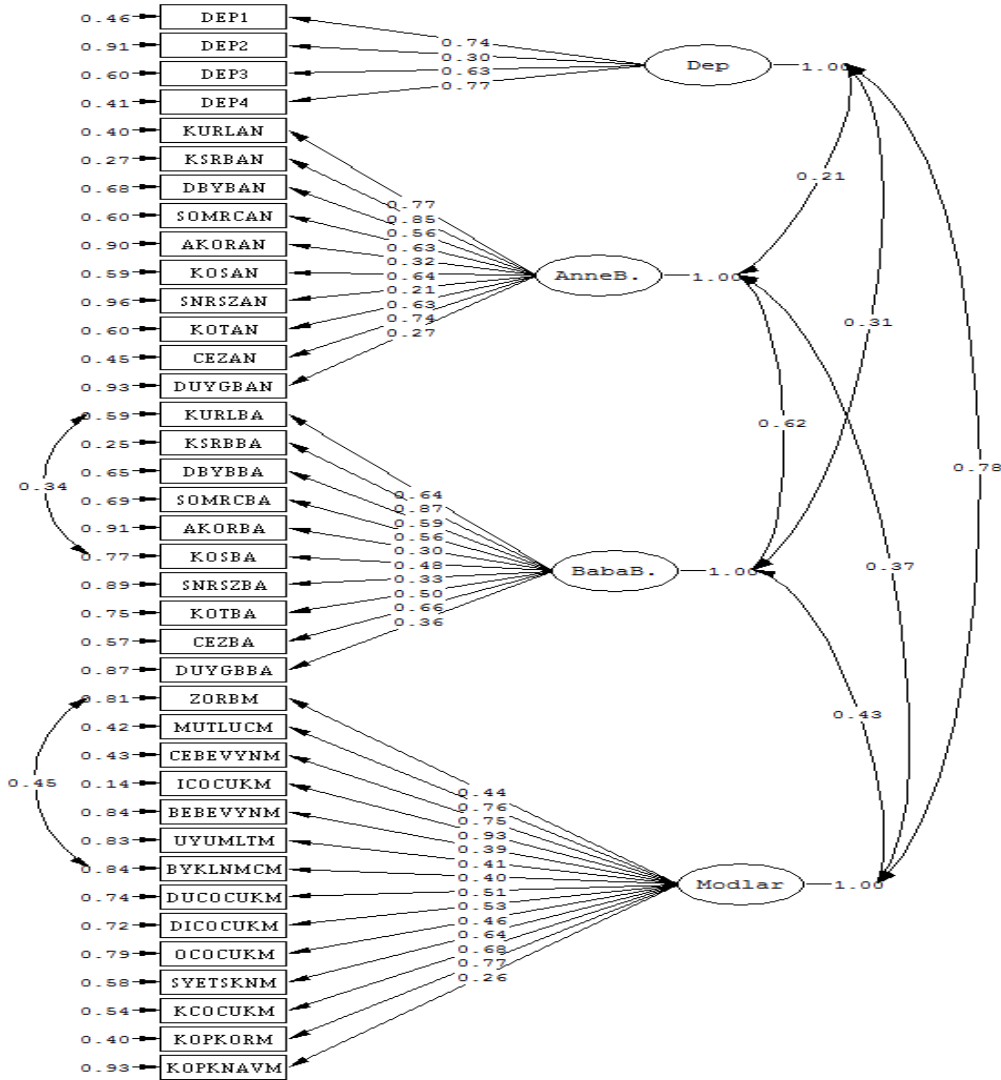 0.46 DEP1
0.91 DEP2 0.74
0.30
0.60 DEP3 0.63 Dep 1.00
0.77
0.41 DEP4
0.40 KURLAN
0.27 KSRBAN
0.68 DBYBAN 0.21
0.77
0.60 SOMRCAN 0.85
0.56
0.90 AKORAN 0.63
0.32
0.59 KOSAN 0.64 AnneB. 1.00
0.21
0.96 SNRSZAN 0.63
0.74
0.60 KOTAN 0.27 0.31
0.45 CEZAN
0.93 DUYGBAN
0.59 KURLBA 0.62
0.25 KSRBBA
0.65 DBYBBA 0.78
0.34
0.69 SOMRCBA 0.64
0.87
0.91 AKORBA 0.59
0.56
0.77 KOSBA 0.30
0.48 BabaB. 1.00 0.37
0.89 SNRSZBA 0.33
0.50
0.75 KOTBA 0.66
0.36
0.57 CEZBA
0.87 DUYGBBA
0.81 ZORBM
0.43
0.42 MUTLUCM
0.43 CEBEVYNM
0.45 0.14 ICOCUKM 0.44
0.76
0.84 BEBEVYNM 0.75
0.93
0.83 UYUMLTM 0.39
0.41
0.84 BYKLNMCM 0.40
0.74 DUCOCUKM 0.51 Modlar 1.00
0.53
0.72 DICOCUKM 0.46
0.64
0.79 OCOCUKM 0.68
0.77
0.58 SYETSKNM 0.26
0.54 KCOCUKM
0.40 KOPKORM
0.93 KOPKNAVM